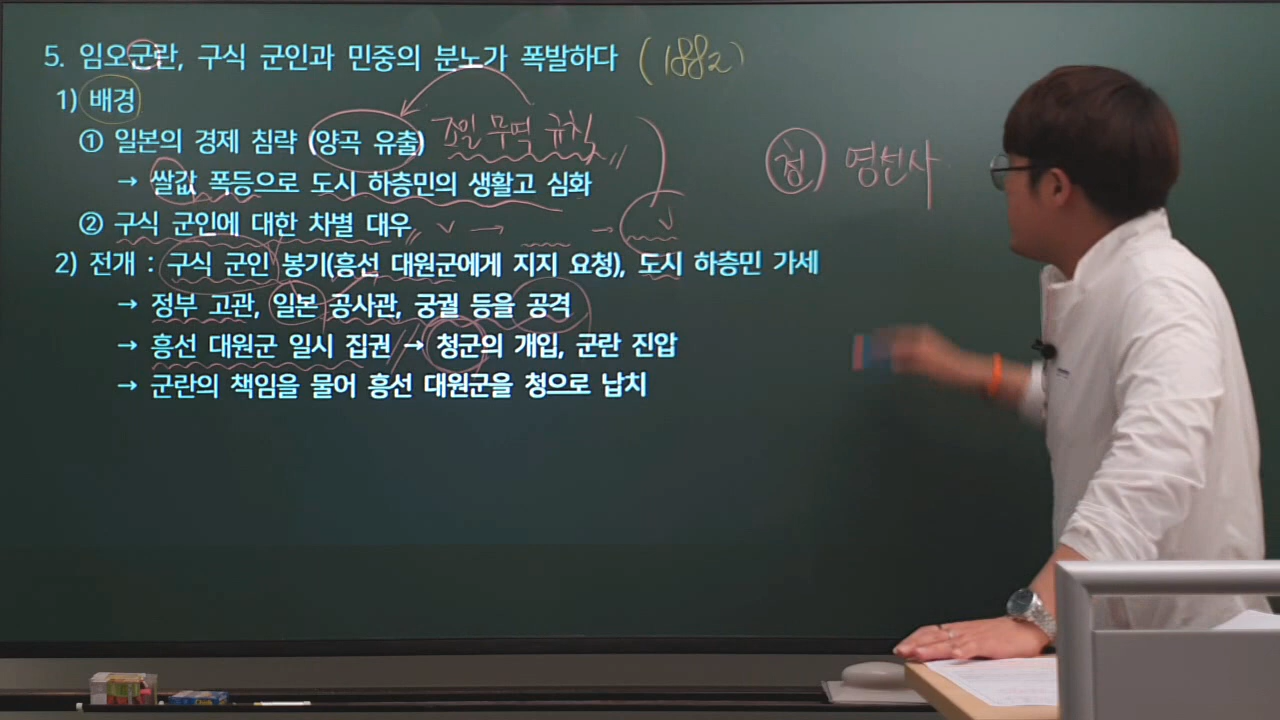 5. 임오군란, 구식 군인과 민중의 분노가 폭발하다 (1882)
1) 배경
① 일본의 경제 침략 (양곡 유출) 조일 무역 규칙
→ 쌀값 폭등으로 도시 하층민의 생활고 심화
청 영선사
② 구식 군인에 대한 차별 대우
2) 전개 : 구식 군인 봉기(흥선 대원군에게 지지 요청), 도시 하층민 가세
→ 정부 고관, 일본 공사관, 궁궐 등을 공격
→ 흥선 대원군 일시 집권 → 청군의 개입, 군란 진압
→ 군란의 책임을 물어 흥선 대원군을 청으로 납치